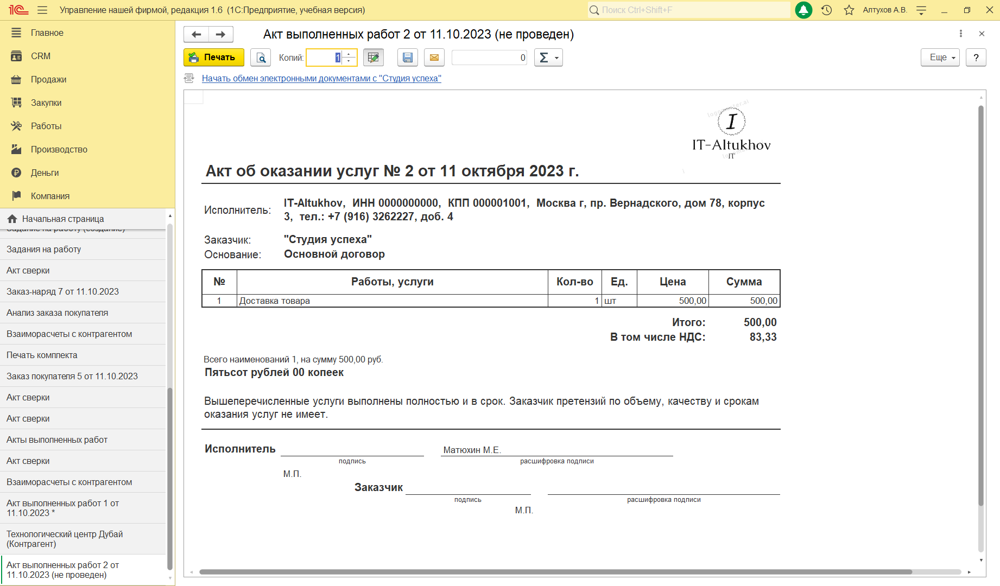 Управление нашей фирмой, редакция 1.6 (1С:Предприятие, учебная версия)
Поиск Ctrl+Shift+F
Алтухов А.В.
Главное
CRM
Продажи
Закупки
Работы
Производство
Деньги
Компания
Начальная страница
Задание на работу (создание)
Задания на работу
Акт сверки
Заказ-наряд 7 от 11.10.2023
Анализ заказа покупателя
Взаиморасчеты с контрагентом
Печать комплекта
Заказ покупателя 5 от 11.10.2023
Акт сверки
Акт сверки
Акты выполненных работ
Акт сверки
Взаиморасчеты с контрагентом
Акт выполненных работ 1 от
11.10.2023 *
Технологический центр Дубай
(Контрагент)
Акт выполненных работ 2 от
11.10.2023 (не проведен)
Акт выполненных работ 2 от 11.10.2023 (не проведен)
Печать
Копий: 1
0
Σ
Еще
?
Начать обмен электронными документами с "Студия успеха"
I
IT-Altukhov
IT
Акт об оказании услуг № 2 от 11 октября 2023 г.
Исполнитель: IT-Altukhov, ИНН 0000000000, КПП 000001001, Москва г, пр. Вернадского, дом 78, корпус
3, тел.: +7 (916) 3262227, доб. 4
Заказчик: "Студия успеха"
Основание: Основной договор
№ Работы, услуги Кол-во Ед. Цена Сумма
1 Доставка товара 1 шт 500,00 500,00
Итого: 500,00
В том числе НДС: 83,33
Всего наименований 1, на сумму 500,00 руб.
Пятьсот рублей 00 копеек
Вышеперечисленные услуги выполнены полностью и в срок. Заказчик претензий по объему, качеству и срокам
оказания услуг не имеет.
Исполнитель Матюхин М.Е.
подпись расшифровка подписи
М.П.
Заказчик
подпись расшифровка подписи
М.П.